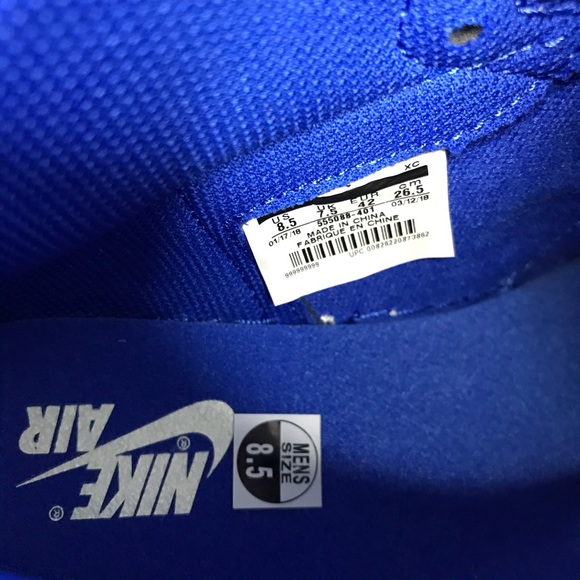 XC
US UK EUR cm
8.5 7.5 42 26.5
01/17/18 555088-401 03/12/18
MADE IN CHINA
FABRIQUE EN CHINE
UPC 00826220873862
999999999
NIKE ®
AIR ®
MENS
SIZE
8.5